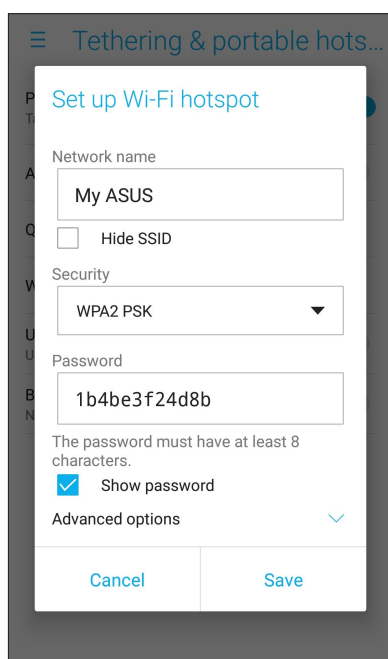 Tethering & portable hots...
P
Ta
Set up Wi-Fi hotspot
Network name
A
My ASUS
Q
Hide SSID
W
Security
WPA2 PSK
U
U
Password
B
1b4be3f24d8b
N
The password must have at least 8
characters.
Show password
Advanced options
Cancel
Save